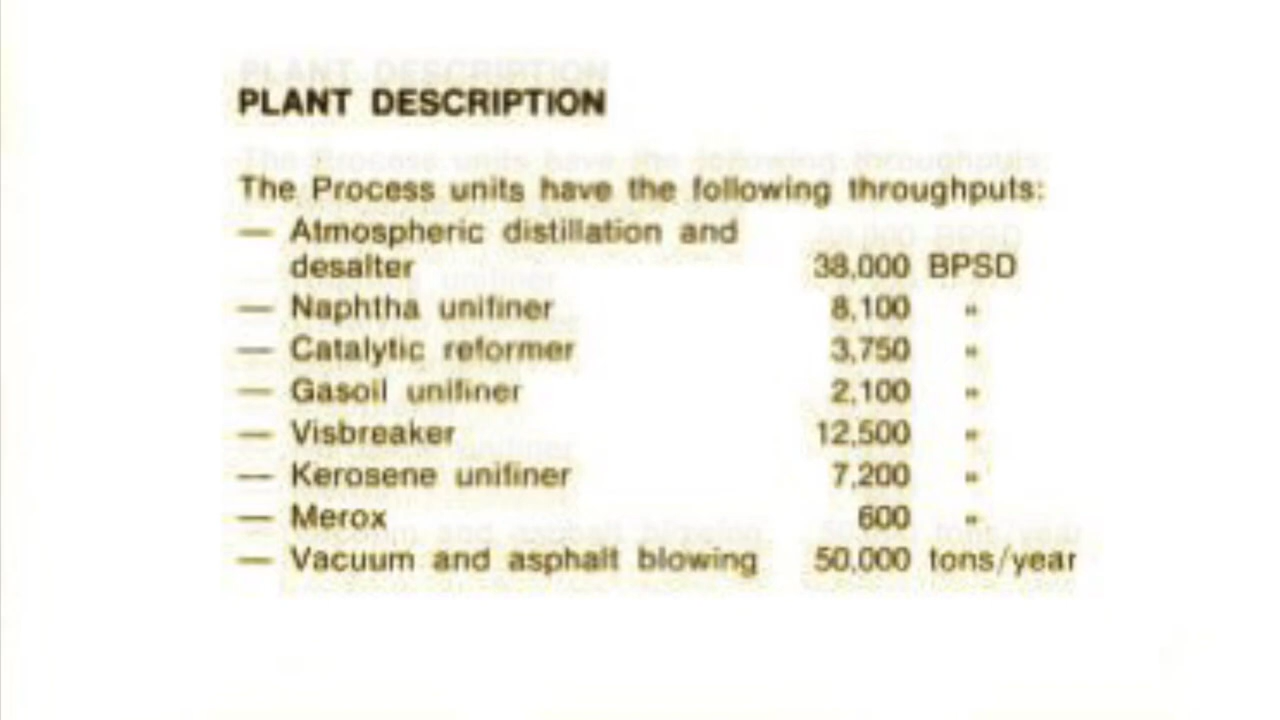 PLANT DESCRIPTION
The Process units have the following throughputs:
— Atmospheric distillation and
desalter 38,000 BPSD
— Naphtha unifiner 8,100 "
— Catalytic reformer 3,750 "
— Gasoil unifiner 2,100 "
— Visbreaker 12,500 "
— Kerosene unifiner 7,200 "
— Merox 600 "
— Vacuum and asphalt blowing 50,000 tons/year